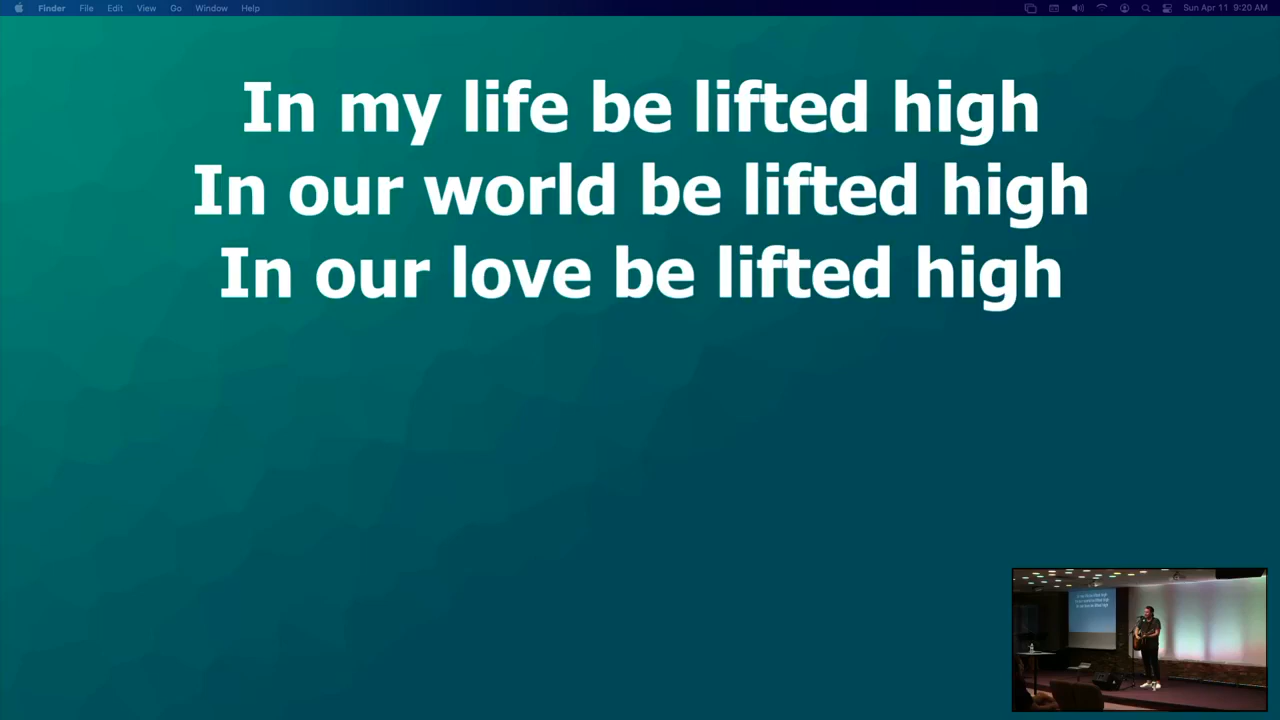 Finder File Edit View Go Window Help Sun Apr 11 9:20 AM
In my life be lifted high
In our world be lifted high
In our love be lifted high